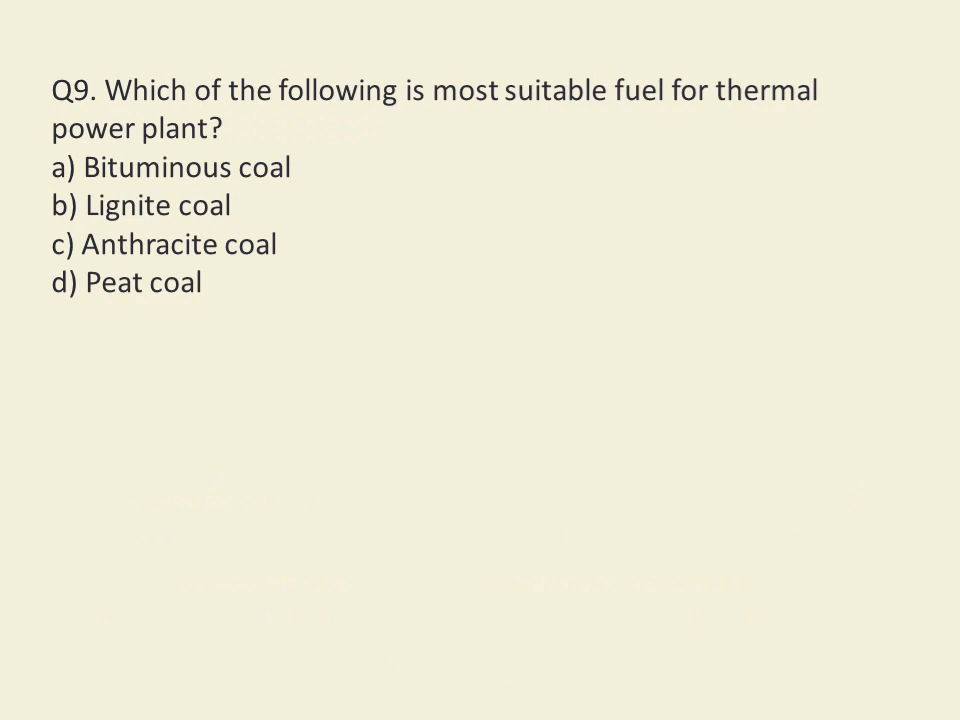 Q9. Which of the following is most suitable fuel for thermal
power plant?
a) Bituminous coal
b) Lignite coal
c) Anthracite coal
d) Peat coal